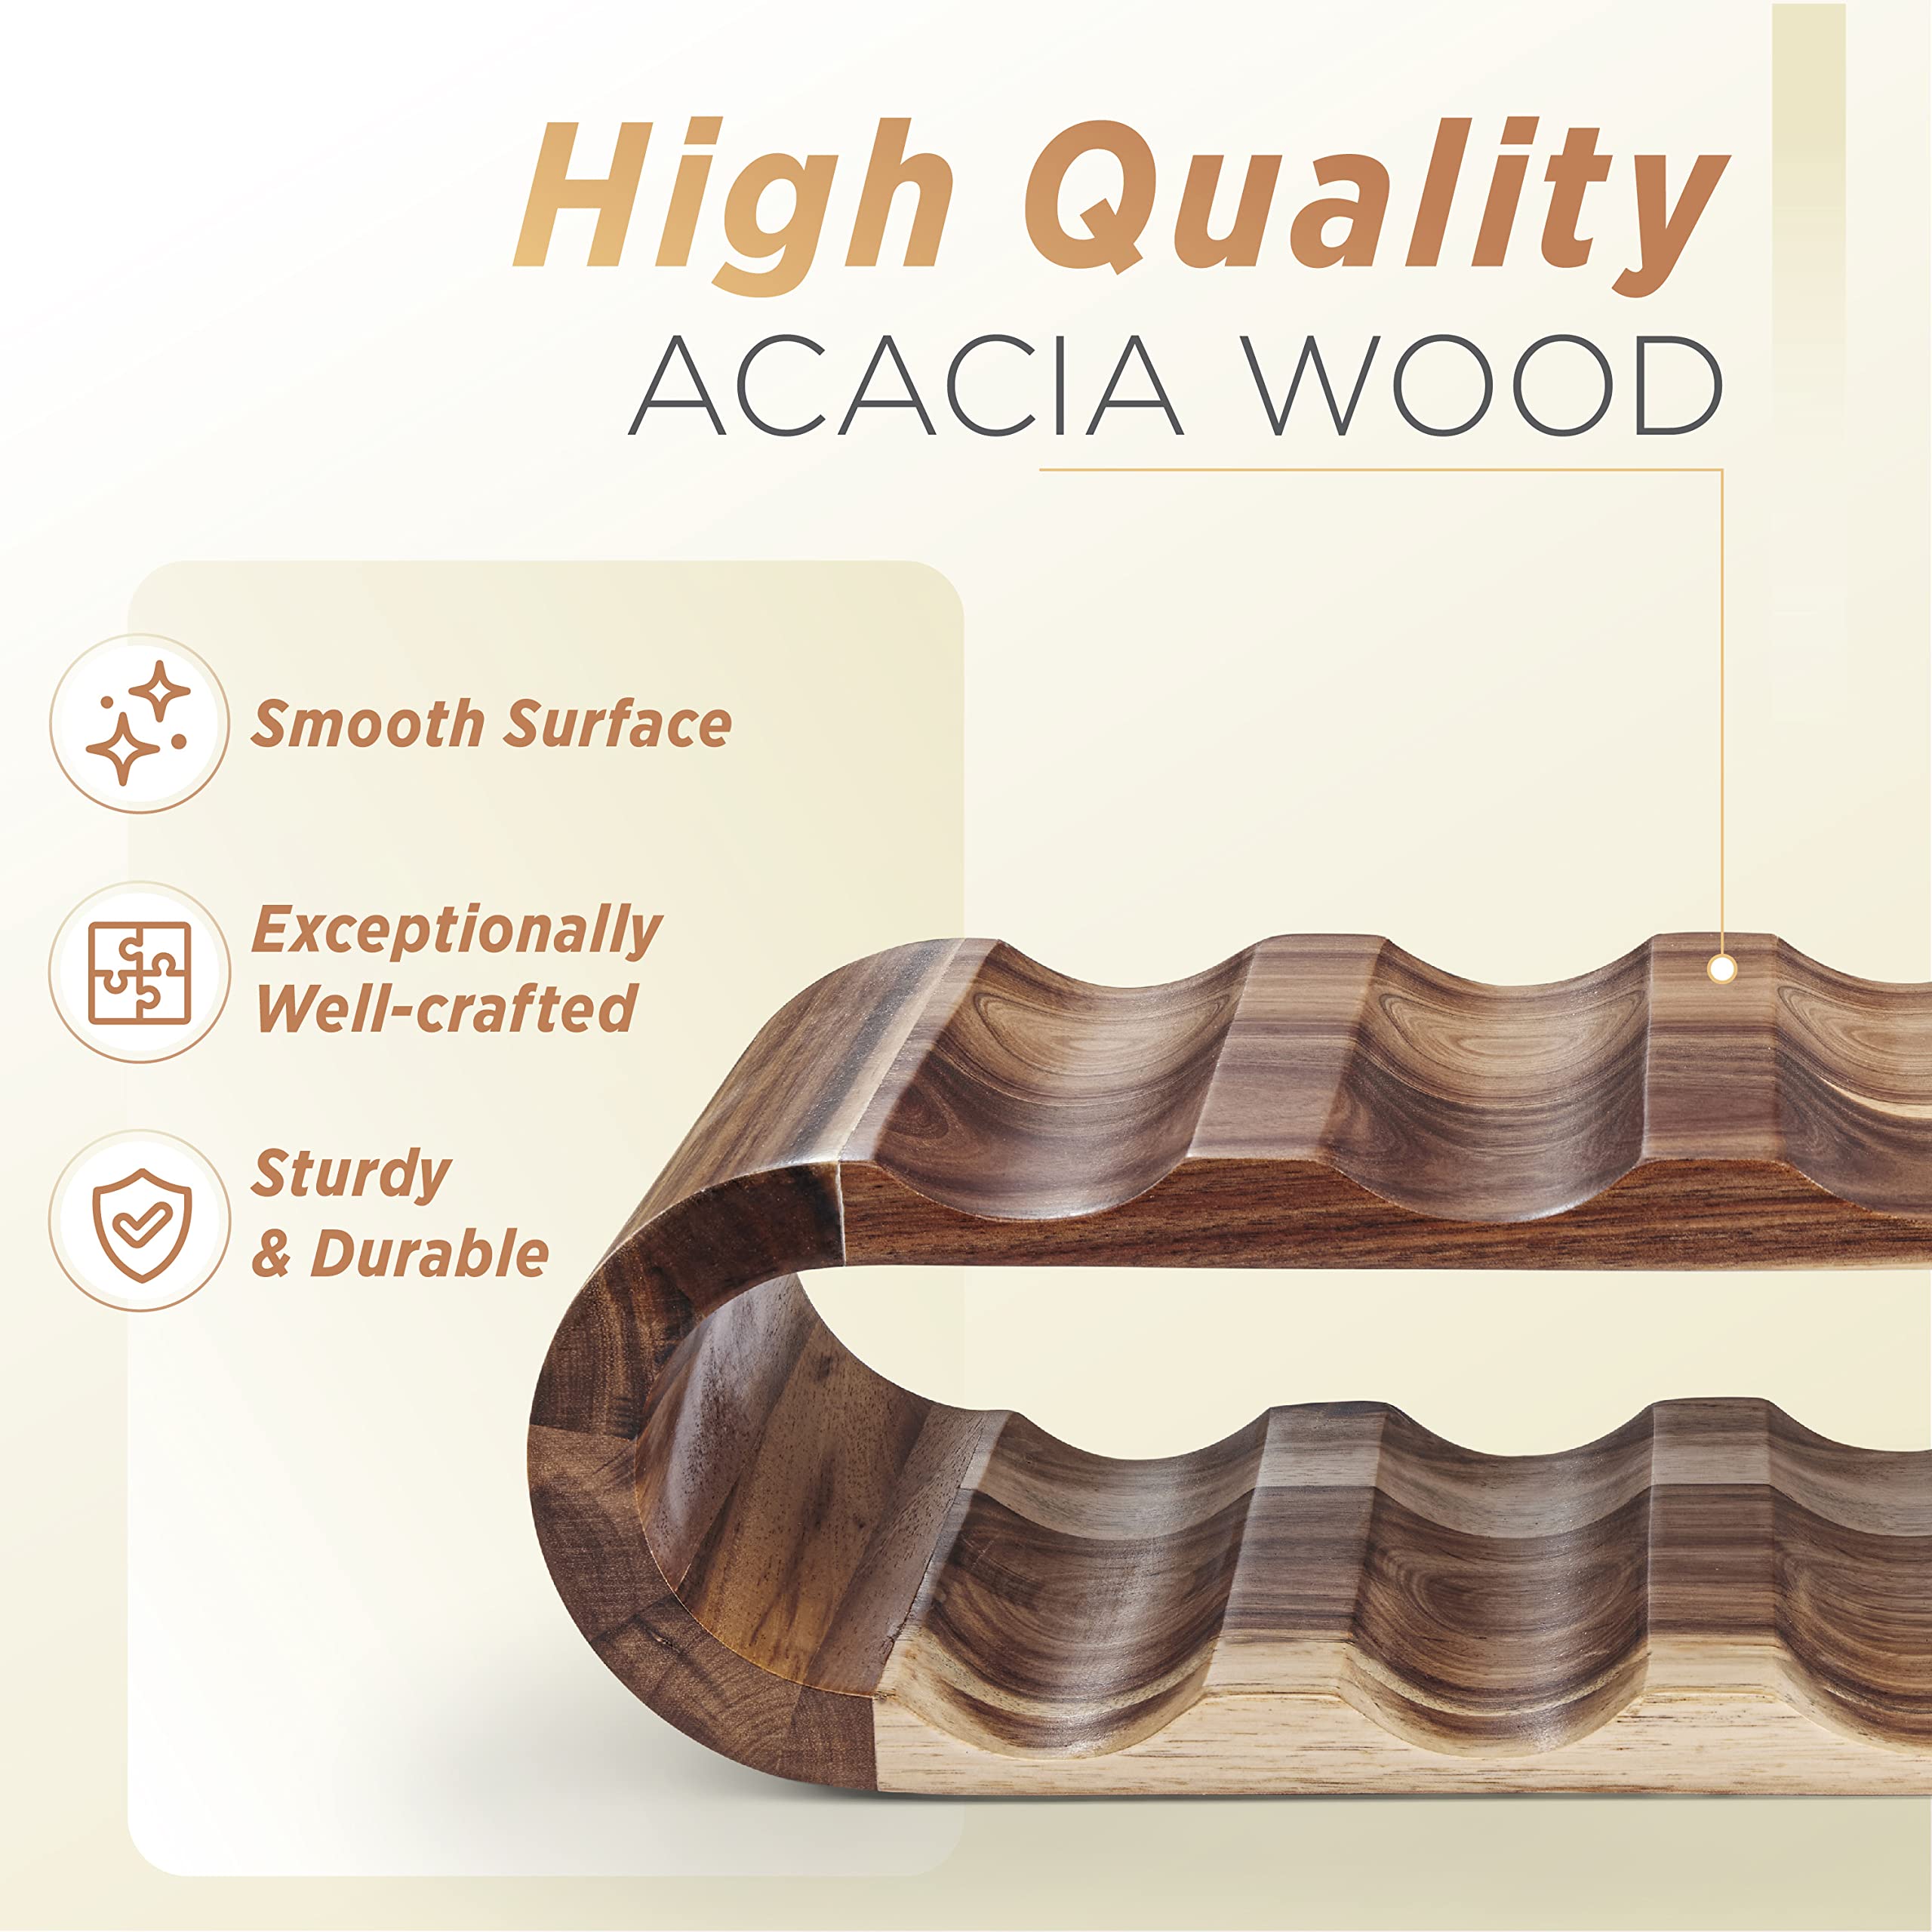 High Quality
ACACIA WOOD
Smooth Surface
Exceptionally
Well-crafted
Sturdy
& Durable